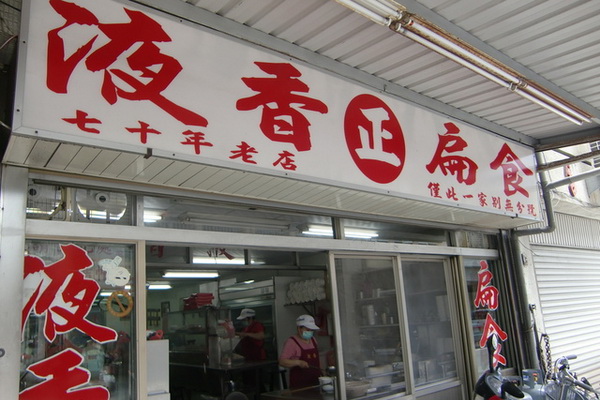 液香 正 扁食
七十年老店
僅此一家別無分號
液香
扁食